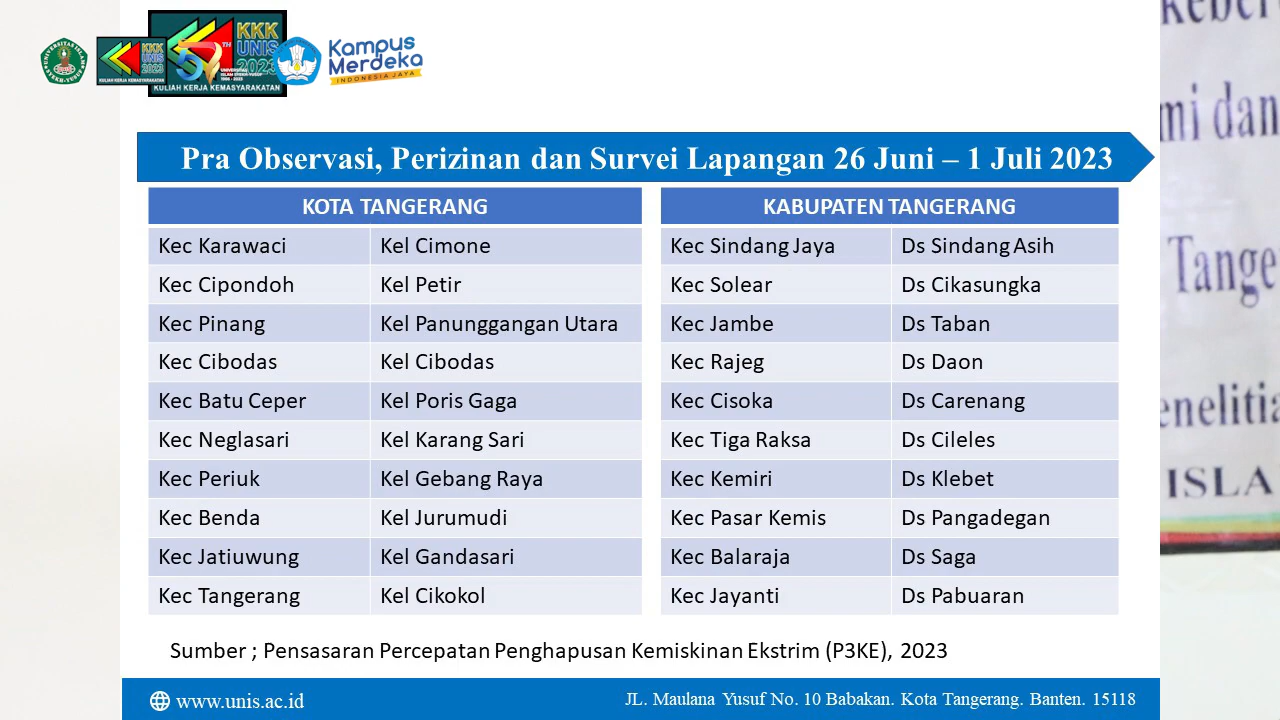 KKK
UNIS
2023
KULIAH KERJA KEMASYARAKATAN
KKK
UNIS
2023
KULIAH KERJA KEMASYARAKATAN
Kampus
Merdeka
INDONESIA JAYA
Pra Observasi, Perizinan dan Survei Lapangan 26 Juni – 1 Juli 2023
KOTA TANGERANG
Kec Karawaci Kel Cimone
Kec Cipondoh Kel Petir
Kec Pinang Kel Panunggangan Utara
Kec Cibodas Kel Cibodas
Kec Batu Ceper Kel Poris Gaga
Kec Neglasari Kel Karang Sari
Kec Periuk Kel Gebang Raya
Kec Benda Kel Jurumudi
Kec Jatiuwung Kel Gandasari
Kec Tangerang Kel Cikokol
KABUPATEN TANGERANG
Kec Sindang Jaya Ds Sindang Asih
Kec Solear Ds Cikasungka
Kec Jambe Ds Taban
Kec Rajeg Ds Daon
Kec Cisoka Ds Carenang
Kec Tiga Raksa Ds Cileles
Kec Kemiri Ds Klebet
Kec Pasar Kemis Ds Pangadegan
Kec Balaraja Ds Saga
Kec Jayanti Ds Pabuaran
Sumber ; Pensasaran Percepatan Penghapusan Kemiskinan Ekstrim (P3KE), 2023
www.unis.ac.id
JL. Maulana Yusuf No. 10 Babakan. Kota Tangerang. Banten. 15118
mi dan
Tange
enelitia
ISLA